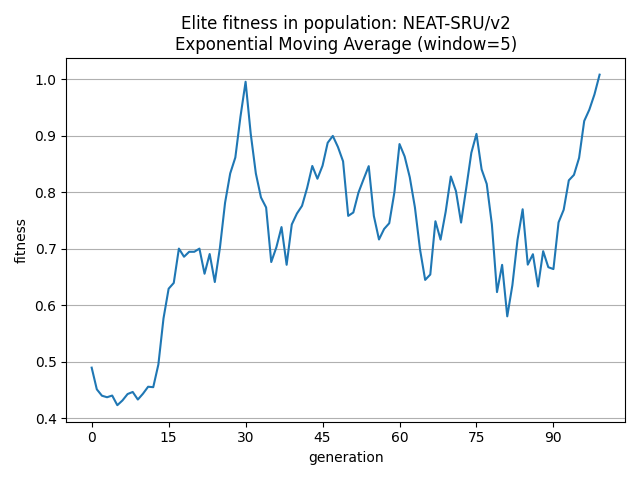 Elite fitness in population: NEAT-SRU/v2
Exponential Moving Average (window=5)
fitness
1.0
0.9
0.8
0.7
0.6
0.5
0.4
0 15 30 45 60 75 90
generation